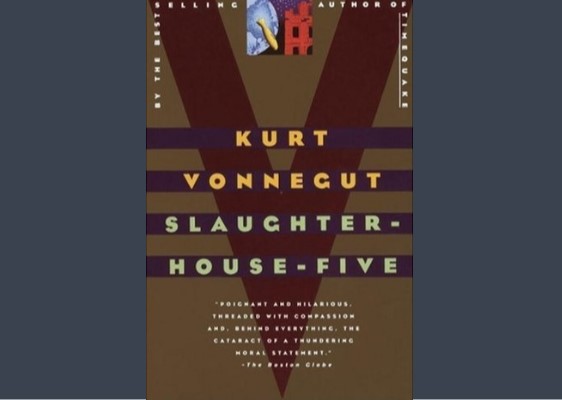 BY THE BEST
SELLING
AUTHOR OF
TIMEQUAKE
KURT
VONNEGUT
SLAUGHTER-
HOUSE-FIVE
"POIGNANT AND HILARIOUS,
THREADED WITH COMPASSION
AND, BEHIND EVERYTHING, THE
CATARACT OF A THUNDERING
MORAL STATEMENT."
-The Boston Globe